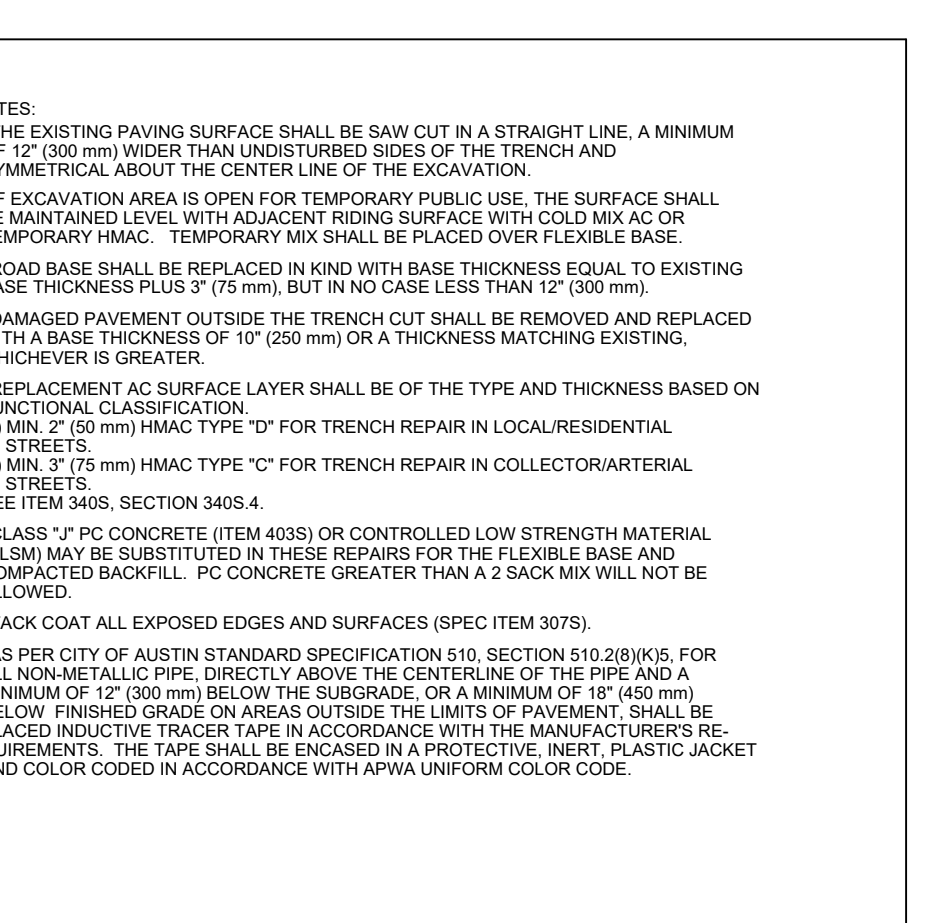 TES:
HE EXISTING PAVING SURFACE SHALL BE SAW CUT IN A STRAIGHT LINE, A MINIMUM
F 12" (300 mm) WIDER THAN UNDISTURBED SIDES OF THE TRENCH AND
YMMETRICAL ABOUT THE CENTER LINE OF THE EXCAVATION.
F EXCAVATION AREA IS OPEN FOR TEMPORARY PUBLIC USE, THE SURFACE SHALL
E MAINTAINED LEVEL WITH ADJACENT RIDING SURFACE WITH COLD MIX AC OR
EMPORARY HMAC. TEMPORARY MIX SHALL BE PLACED OVER FLEXIBLE BASE.
ROAD BASE SHALL BE REPLACED IN KIND WITH BASE THICKNESS EQUAL TO EXISTING
ASE THICKNESS PLUS 3" (75 mm), BUT IN NO CASE LESS THAN 12" (300 mm).
DAMAGED PAVEMENT OUTSIDE THE TRENCH CUT SHALL BE REMOVED AND REPLACED
ITH A BASE THICKNESS OF 10" (250 mm) OR A THICKNESS MATCHING EXISTING,
HICHEVER IS GREATER.
REPLACEMENT AC SURFACE LAYER SHALL BE OF THE TYPE AND THICKNESS BASED ON
UNCTIONAL CLASSIFICATION.
) MIN. 2" (50 mm) HMAC TYPE "D" FOR TRENCH REPAIR IN LOCAL/RESIDENTIAL
STREETS.
) MIN. 3" (75 mm) HMAC TYPE "C" FOR TRENCH REPAIR IN COLLECTOR/ARTERIAL
STREETS.
EE ITEM 340S, SECTION 340S.4.
CLASS "J" PC CONCRETE (ITEM 403S) OR CONTROLLED LOW STRENGTH MATERIAL
LSM) MAY BE SUBSTITUTED IN THESE REPAIRS FOR THE FLEXIBLE BASE AND
OMPACTED BACKFILL. PC CONCRETE GREATER THAN A 2 SACK MIX WILL NOT BE
LLOWED.
TACK COAT ALL EXPOSED EDGES AND SURFACES (SPEC ITEM 307S).
AS PER CITY OF AUSTIN STANDARD SPECIFICATION 510, SECTION 510.2(8)(K)5, FOR
LL NON-METALLIC PIPE, DIRECTLY ABOVE THE CENTERLINE OF THE PIPE AND A
INIMUM OF 12" (300 mm) BELOW THE SUBGRADE, OR A MINIMUM OF 18" (450 mm)
ELOW FINISHED GRADE ON AREAS OUTSIDE THE LIMITS OF PAVEMENT, SHALL BE
LACED INDUCTIVE TRACER TAPE IN ACCORDANCE WITH THE MANUFACTURER'S RE-
UIREMENTS. THE TAPE SHALL BE ENCASED IN A PROTECTIVE, INERT, PLASTIC JACKET
ND COLOR CODED IN ACCORDANCE WITH APWA UNIFORM COLOR CODE.